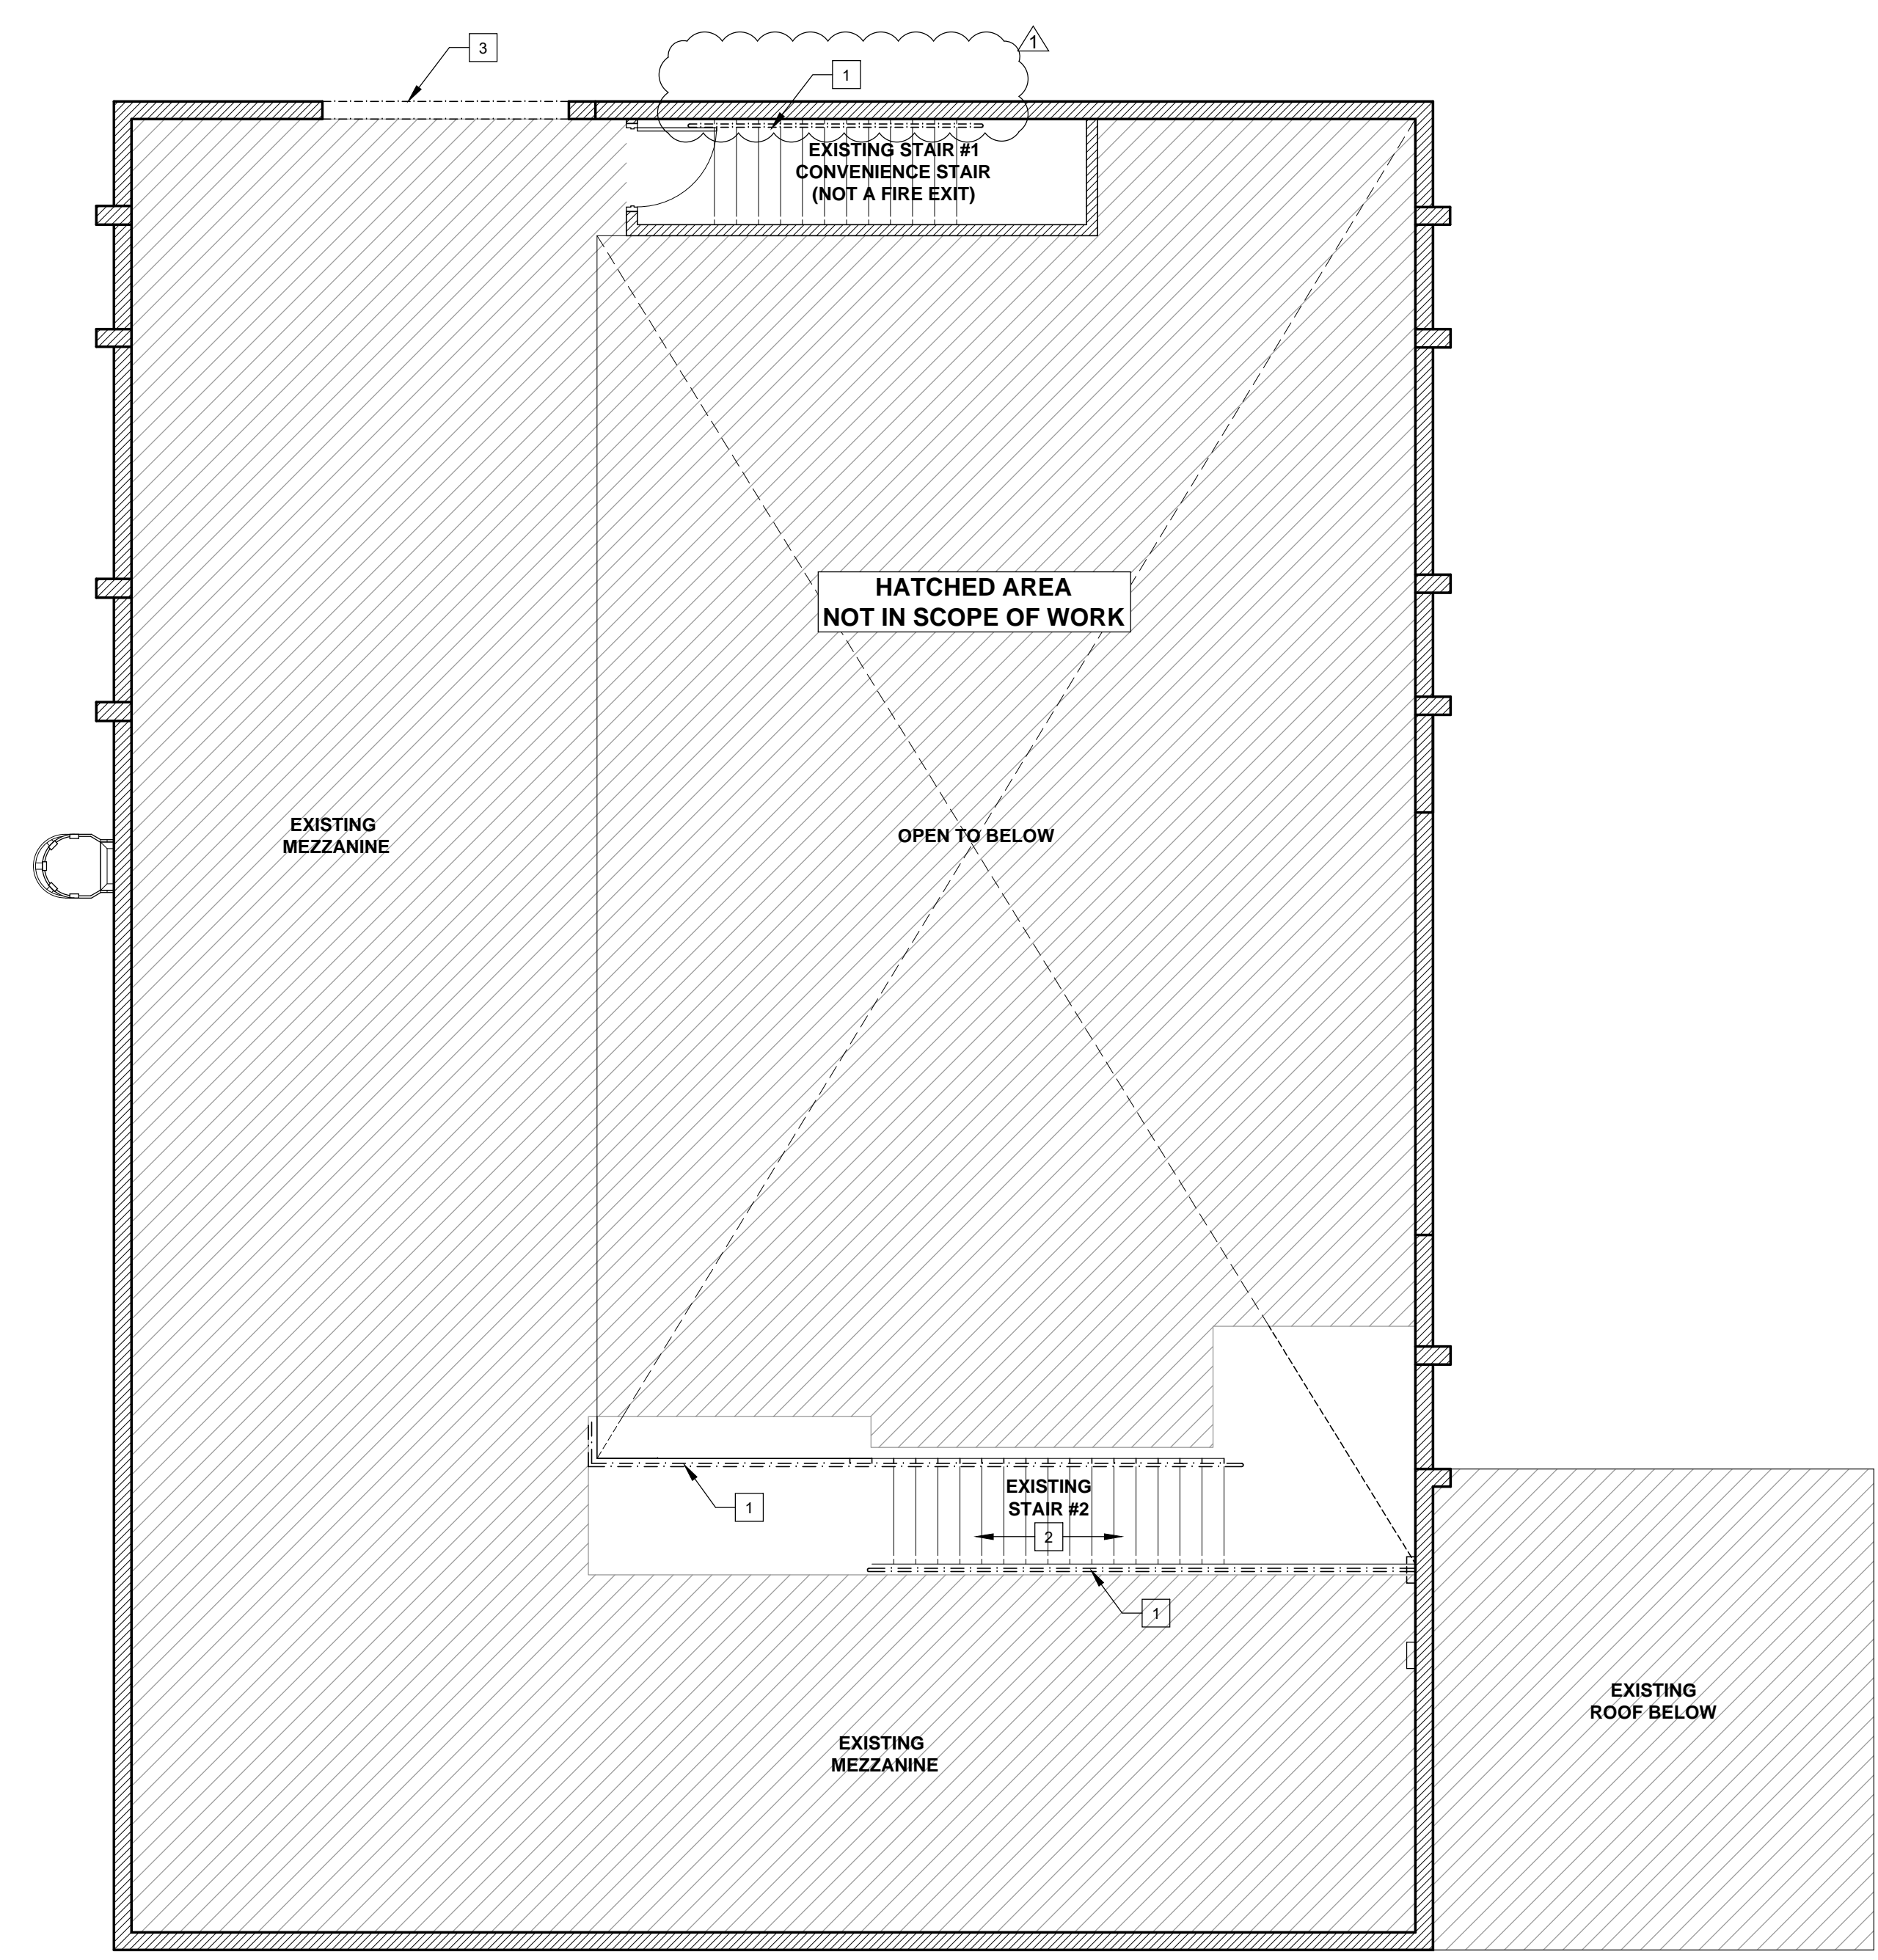 3
1
1
EXISTING STAIR #1
CONVENIENCE STAIR
(NOT A FIRE EXIT)
HATCHED AREA
NOT IN SCOPE OF WORK
EXISTING
MEZZANINE
OPEN TO BELOW
EXISTING
STAIR #2
2
1
1
EXISTING
ROOF BELOW
EXISTING
MEZZANINE